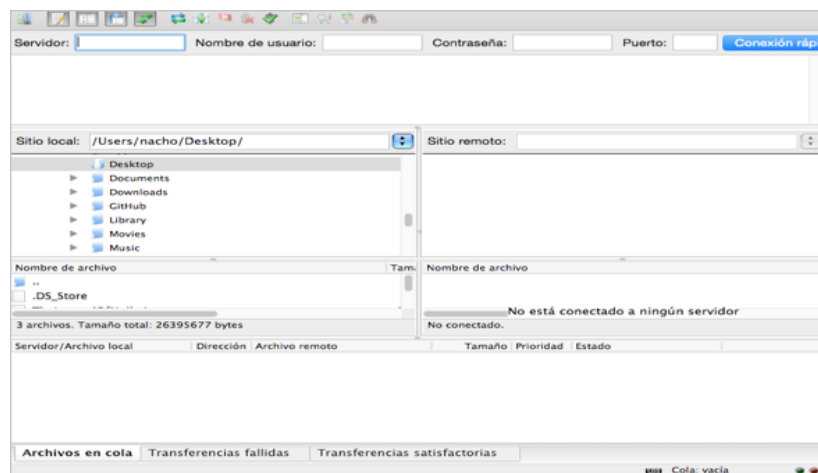 Servidor: Nombre de usuario: Contraseña: Puerto: Conexión ráp
Sitio local: /Users/nacho/Desktop/ Sitio remoto:
Desktop
Documents
Downloads
GitHub
Library
Movies
Music
Nombre de archivo Tam. Nombre de archivo
..
.DS_Store
No está conectado a ningún servidor
3 archivos. Tamaño total: 26395677 bytes No conectado.
Servidor/Archivo local Dirección Archivo remoto Tamaño Prioridad Estado
Archivos en cola Transferencias fallidas Transferencias satisfactorias
Cola: vacía